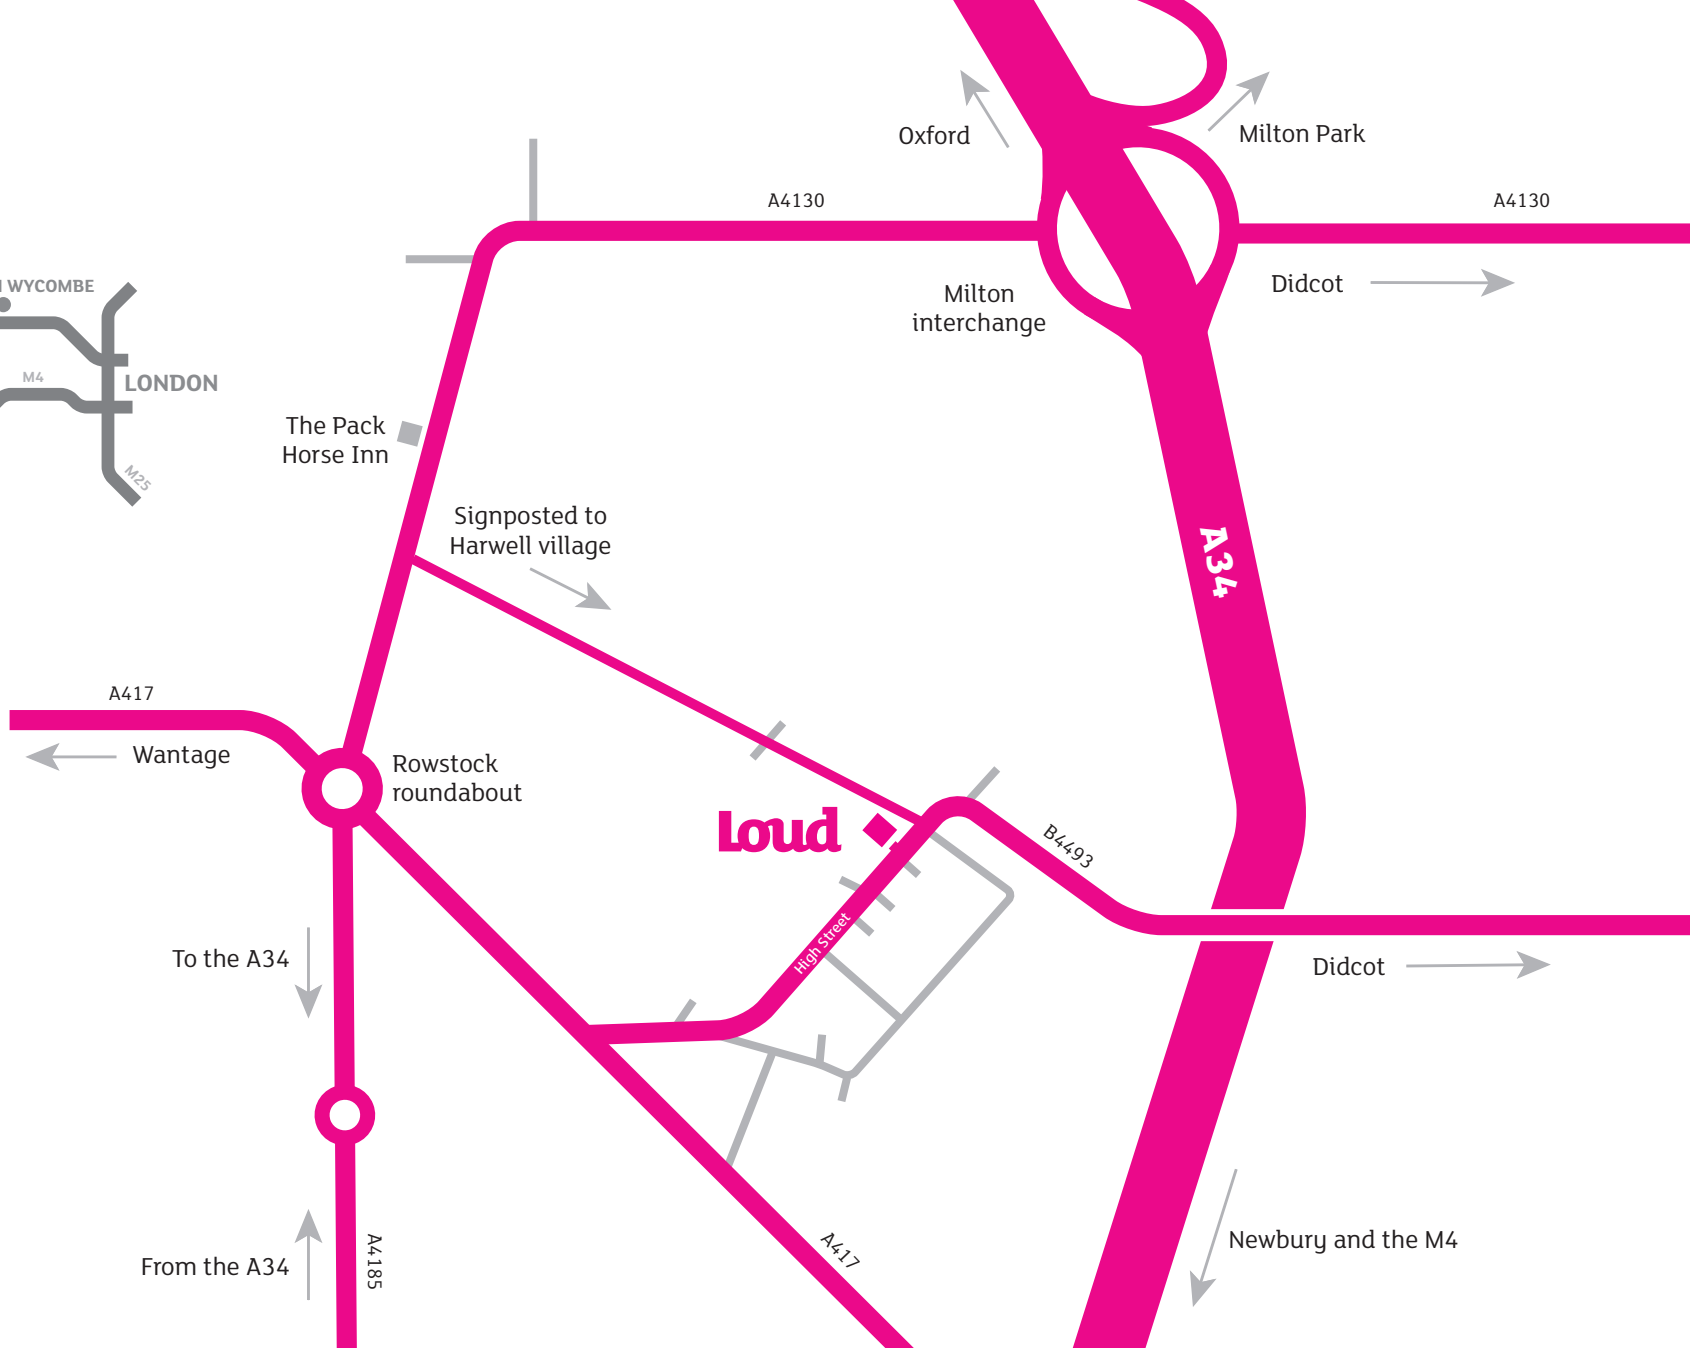 Oxford
Milton Park
A4130
A4130
Didcot
Milton
interchange
WYCOMBE
M4
LONDON
M25
The Pack
Horse Inn
Signposted to
Harwell village
A34
A417
Wantage
Rowstock
roundabout
Loud
B4493
High Street
To the A34
Didcot
From the A34
A4185
A417
Newbury and the M4